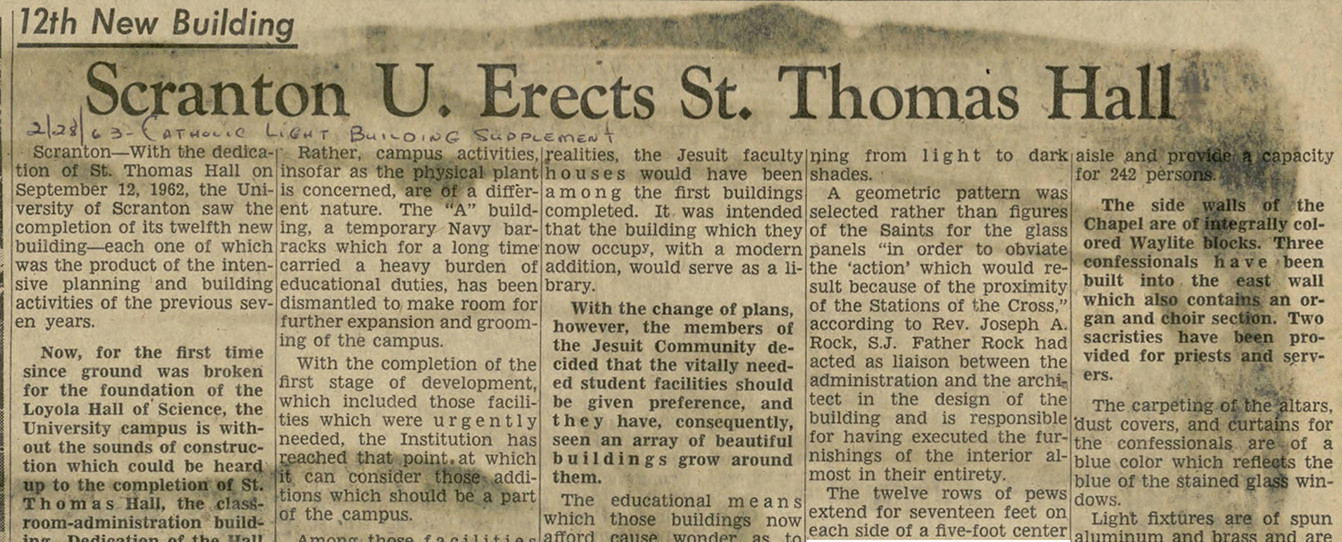 12th New Building
Scranton U. Erects St. Thomas Hall
2/28/63-CATHOLIC LIGHT BUILDING SUPPLEMENT
Scranton—With the dedica-
tion of St. Thomas Hall on
September 12, 1962, the Uni-
versity of Scranton saw the
completion of its twelfth new
building—each one of which
was the product of the inten-
sive planning and building
activities of the previous sev-
en years.
Now, for the first time
since ground was broken
for the foundation of the
Loyola Hall of Science, the
University campus is with-
out the sounds of construc-
tion which could be heard
up to the completion of St.
Thomas Hall, the class-
room-administration build-
ing. Dedication of the Hall
Rather, campus activities,
insofar as the physical plant
is concerned, are of a differ-
ent nature. The "A" build-
ing, a temporary Navy bar-
racks which for a long time
carried a heavy burden of
educational duties, has been
dismantled to make room for
further expansion and groom-
ing of the campus.
With the completion of the
first stage of development,
which included those facili-
ties which were urgently
needed, the Institution has
reached that point at which
it can consider those addi-
tions which should be a part
of the campus.
Among those facilities
realities, the Jesuit faculty
houses would have been
among the first buildings
completed. It was intended
that the building which they
now occupy, with a modern
addition, would serve as a li-
brary.
With the change of plans,
however, the members of
the Jesuit Community de-
cided that the vitally need-
ed student facilities should
be given preference, and
they have, consequently,
seen an array of beautiful
buildings grow around
them.
The educational means
which those buildings now
afford cause wonder as to
ning from light to dark
shades.
A geometric pattern was
selected rather than figures
of the Saints for the glass
panels "in order to obviate
the 'action' which would re-
sult because of the proximity
of the Stations of the Cross,"
according to Rev. Joseph A.
Rock, S.J. Father Rock had
acted as liaison between the
administration and the archi-
tect in the design of the
building and is responsible
for having executed the fur-
nishings of the interior al-
most in their entirety.
The twelve rows of pews
extend for seventeen feet on
each side of a five-foot center
aisle and provide a capacity
for 242 persons.
The side walls of the
Chapel are of integrally col-
ored Waylite blocks. Three
confessionals have been
built into the east wall
which also contains an or-
gan and choir section. Two
sacristies have been pro-
vided for priests and serv-
ers.
The carpeting of the altars,
dust covers, and curtains for
the confessionals are of a
blue color which reflects the
blue of the stained glass win-
dows.
Light fixtures are of spun
aluminum and brass and are